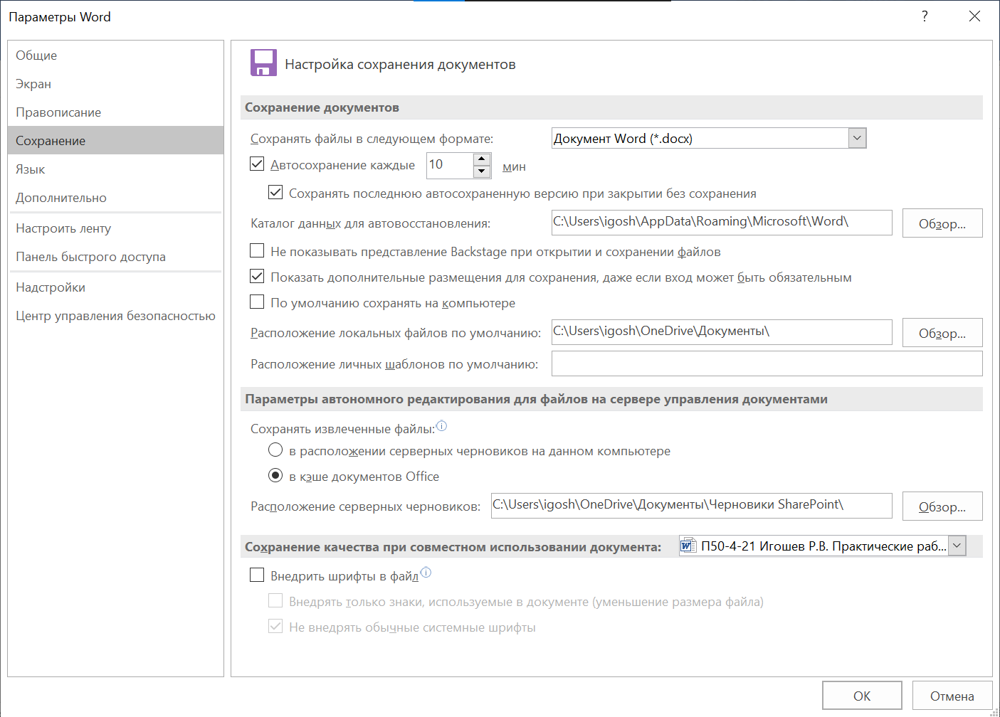 Параметры Word
?
Общие
Экран
Правописание
Сохранение
Язык
Дополнительно
Настроить ленту
Панель быстрого доступа
Надстройки
Центр управления безопасностью
Настройка сохранения документов
Сохранение документов
Сохранять файлы в следующем формате: Документ Word (*.docx)
Автосохранение каждые 10 мин
Сохранять последнюю автосохраненную версию при закрытии без сохранения
Каталог данных для автовосстановления: C:\Users\igosh\AppData\Roaming\Microsoft\Word\ Обзор...
Не показывать представление Backstage при открытии и сохранении файлов
Показать дополнительные размещения для сохранения, даже если вход может быть обязательным
По умолчанию сохранять на компьютере
Расположение локальных файлов по умолчанию: C:\Users\igosh\OneDrive\Документы\ Обзор...
Расположение личных шаблонов по умолчанию:
Параметры автономного редактирования для файлов на сервере управления документами
Сохранять извлеченные файлы:
в расположении серверных черновиков на данном компьютере
в кэше документов Office
Расположение серверных черновиков: C:\Users\igosh\OneDrive\Документы\Черновики SharePoint\ Обзор...
Сохранение качества при совместном использовании документа: П50-4-21 Игошев Р.В. Практические раб...
Внедрить шрифты в файл
Внедрять только знаки, используемые в документе (уменьшение размера файла)
Не внедрять обычные системные шрифты
ОК Отмена